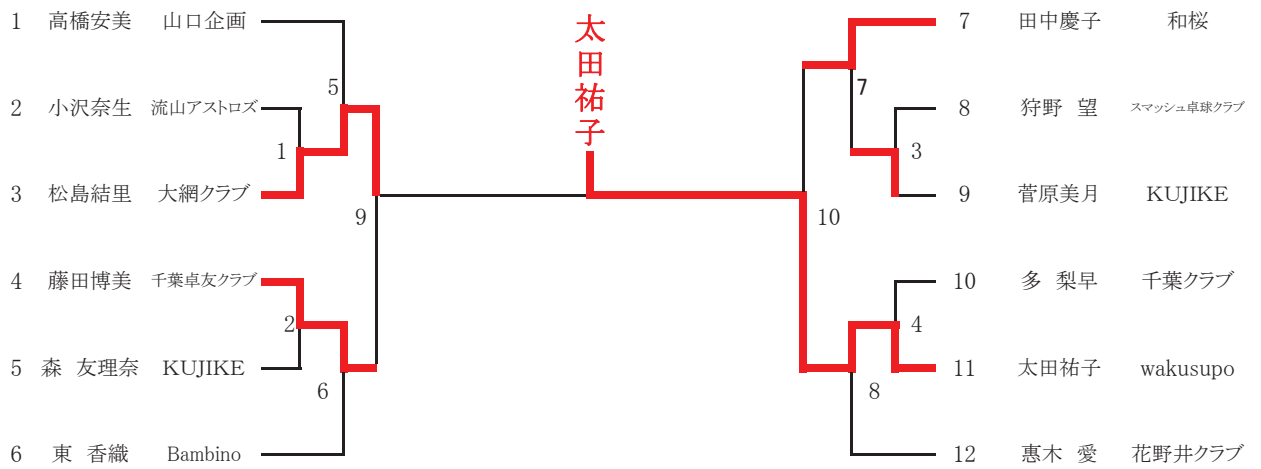 1 高橋安美 山口企画
2 小沢奈生 流山アストロズ
3 松島結里 大網クラブ
4 藤田博美 千葉卓友クラブ
5 森 友理奈 KUJIKE
6 東 香織 Bambino
5
1
9
2
6
太田祐子
7
3
10
4
8
7 田中慶子 和桜
8 狩野 望 スマッシュ卓球クラブ
9 菅原美月 KUJIKE
10 多 梨早 千葉クラブ
11 太田祐子 wakusupo
12 惠木 愛 花野井クラブ